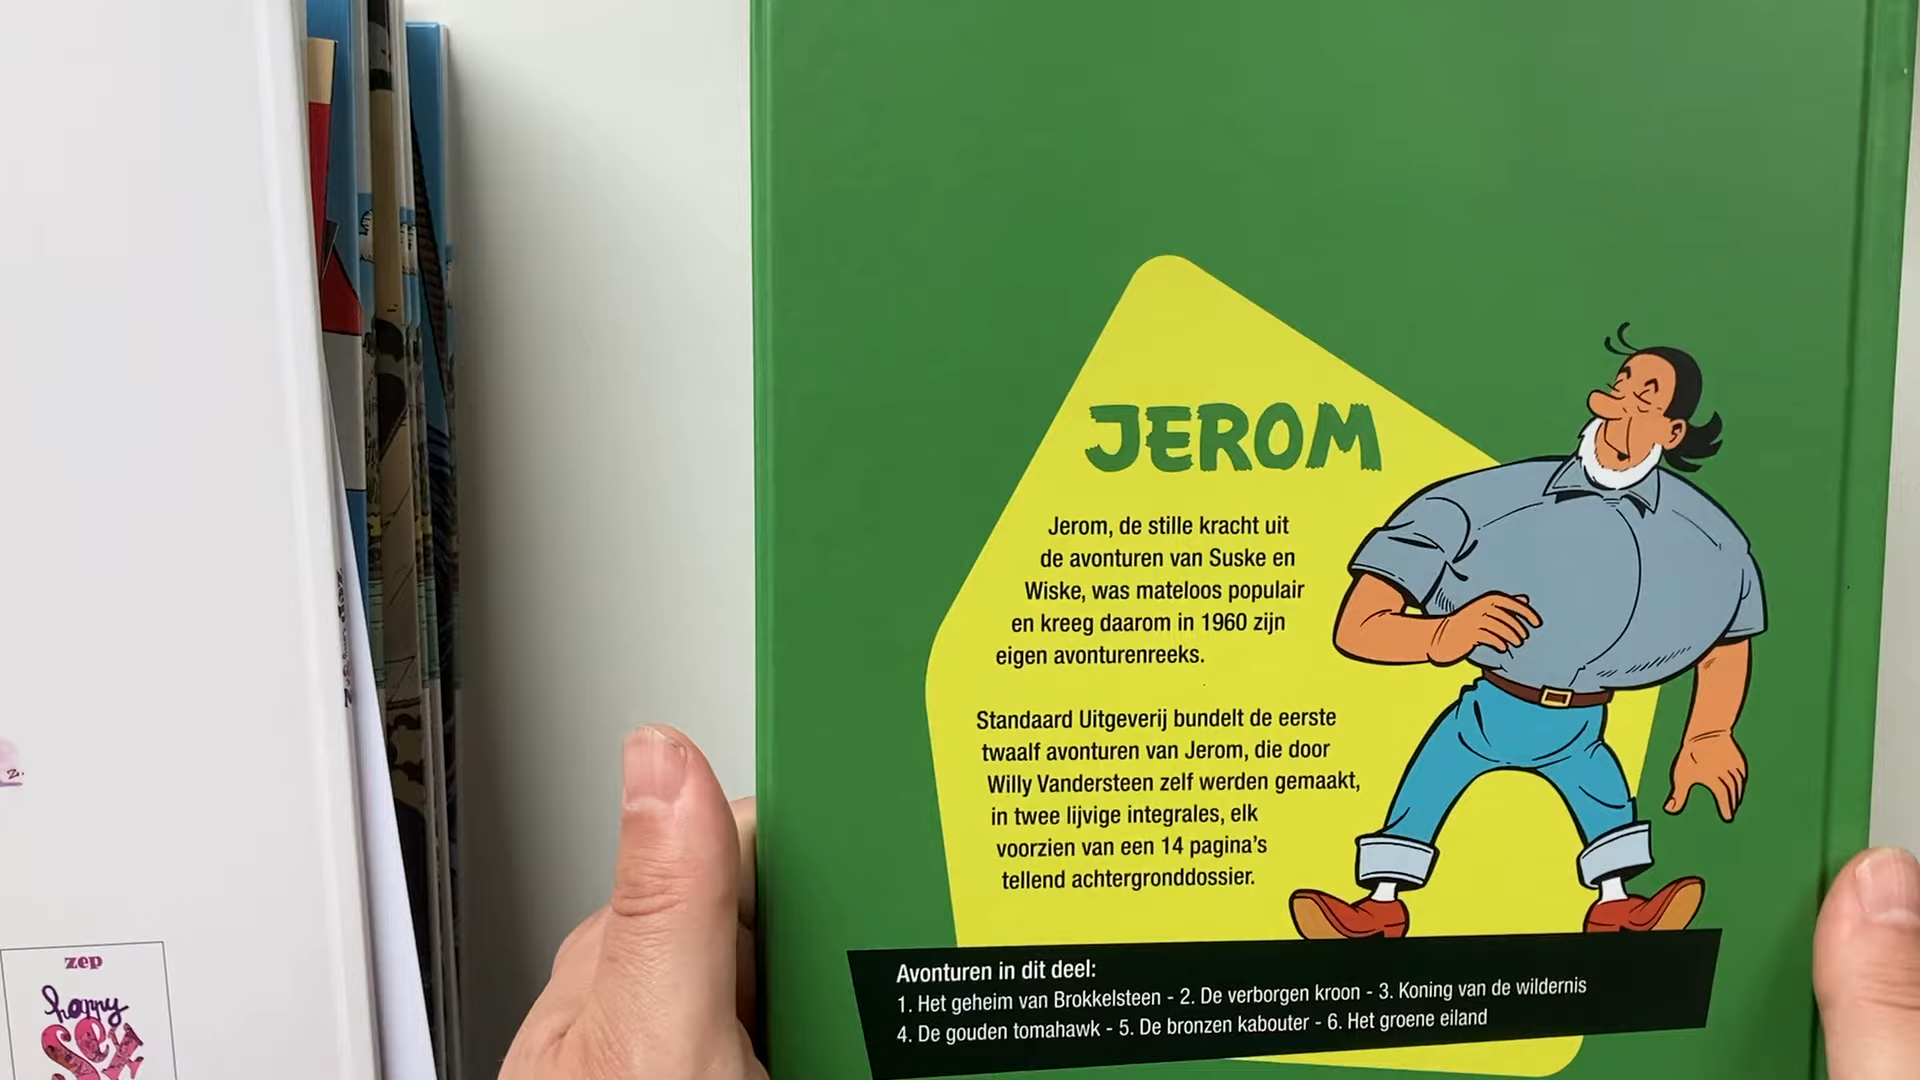 JEROM
Jerom, de stille kracht uit
de avonturen van Suske en
Wiske, was mateloos populair
en kreeg daarom in 1960 zijn
eigen avonturenreeks.
Standaard Uitgeverij bundelt de eerste
twaalf avonturen van Jerom, die door
Willy Vandersteen zelf werden gemaakt,
in twee lijvige integrales, elk
voorzien van een 14 pagina's
tellend achtergronddossier.
Avonturen in dit deel:
1. Het geheim van Brokkelsteen - 2. De verborgen kroon - 3. Koning van de wildernis
4. De gouden tomahawk - 5. De bronzen kabouter - 6. Het groene eiland
zep
happy
sex